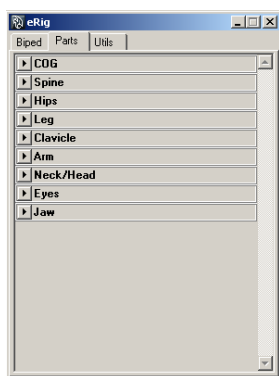 eRig
Biped Parts Utils
COG
Spine
Hips
Leg
Clavicle
Arm
Neck/Head
Eyes
Jaw